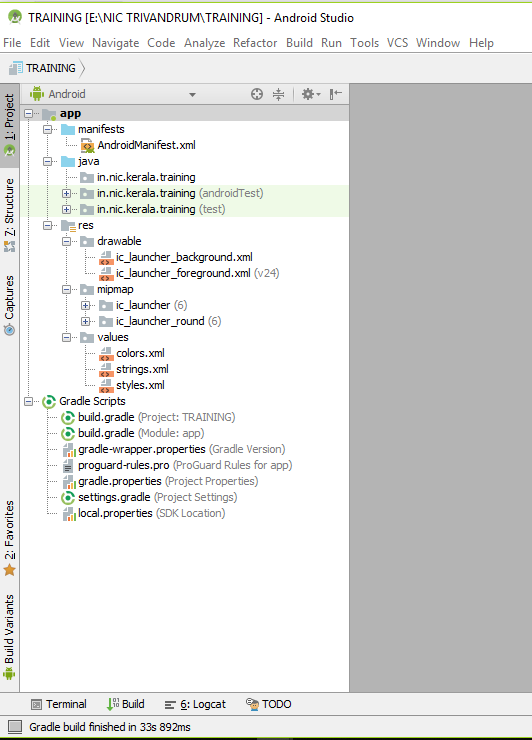 TRAINING [E:\NIC TRIVANDRUM\TRAINING] - Android Studio
File Edit View Navigate Code Analyze Refactor Build Run Tools VCS Window Help
TRAINING
1: Project
7: Structure
Captures
2: Favorites
Build Variants
Android
app
manifests
AndroidManifest.xml
java
in.nic.kerala.training
in.nic.kerala.training (androidTest)
in.nic.kerala.training (test)
res
drawable
ic_launcher_background.xml
ic_launcher_foreground.xml (v24)
mipmap
ic_launcher (6)
ic_launcher_round (6)
values
colors.xml
strings.xml
styles.xml
Gradle Scripts
build.gradle (Project: TRAINING)
build.gradle (Module: app)
gradle-wrapper.properties (Gradle Version)
proguard-rules.pro (ProGuard Rules for app)
gradle.properties (Project Properties)
settings.gradle (Project Settings)
local.properties (SDK Location)
Terminal Build 6: Logcat TODO
Gradle build finished in 33s 892ms